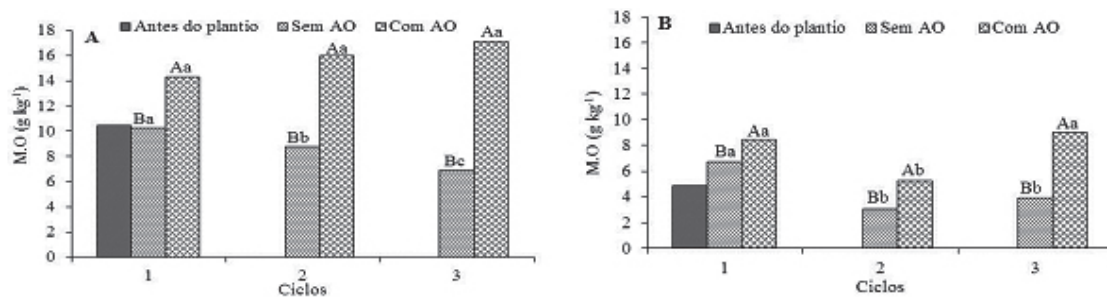 A
Antes do plantio Sem AO Com AO
M.O (g kg⁻¹)
18
16
14
12
10
8
6
4
2
0
Ba Aa
Bb Aa
Bc Aa
1 2 3
Ciclos
B
Antes do plantio Sem AO Com AO
M.O (g kg⁻¹)
18
16
14
12
10
8
6
4
2
0
Ba Aa
Bb Ab
Bb Aa
1 2 3
Ciclos